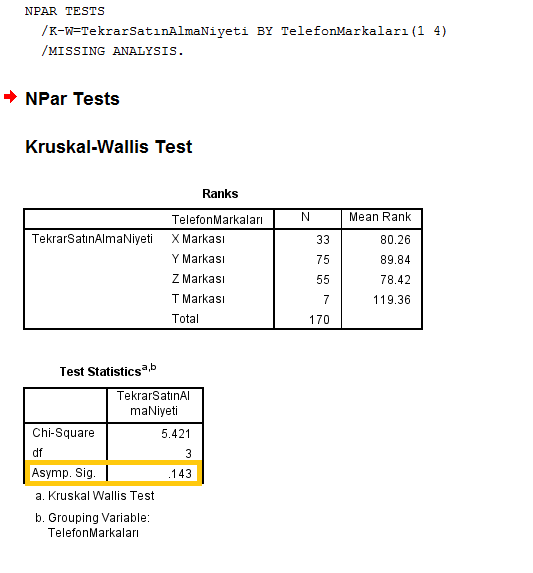 NPAR TESTS
/K-W=TekrarSatınAlmaNiyeti BY TelefonMarkaları(1 4)
/MISSING ANALYSIS.
NPar Tests
Kruskal-Wallis Test
Ranks
TelefonMarkaları N Mean Rank
TekrarSatınAlmaNiyeti X Markası 33 80.26
Y Markası 75 89.84
Z Markası 55 78.42
T Markası 7 119.36
Total 170
Test Statistics a,b
TekrarSatınAl
maNiyeti
Chi-Square 5.421
df 3
Asymp. Sig. .143
a. Kruskal Wallis Test
b. Grouping Variable:
TelefonMarkaları